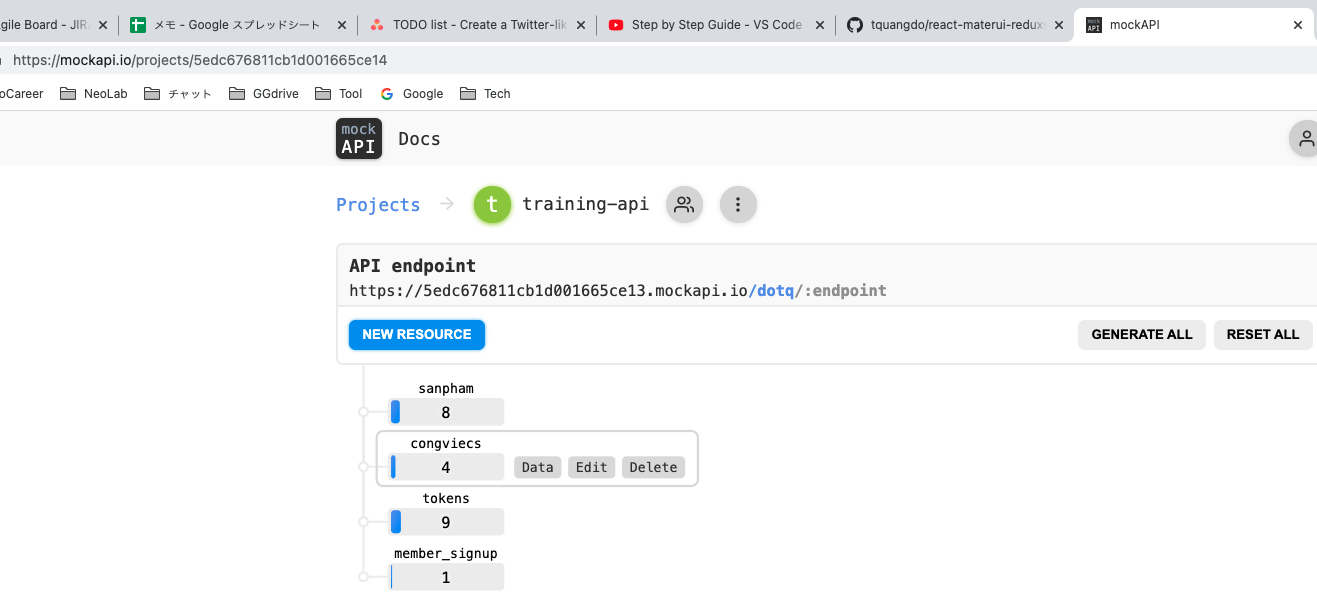 gile Board - JIRA
メモ - Google スプレッドシート
TODO list - Create a Twitter-lik
Step by Step Guide - VS Code
tquangdo/react-materui-redux
mockAPI
https://mockapi.io/projects/5edc676811cb1d001665ce14
oCareer
NeoLab
チャット
GGdrive
Tool
Google
Tech
mock
API
Docs
Projects
t
training-api
API endpoint
https://5edc676811cb1d001665ce13.mockapi.io/dotq/:endpoint
NEW RESOURCE
GENERATE ALL
RESET ALL
sanpham
8
congviecs
4
Data
Edit
Delete
tokens
9
member_signup
1